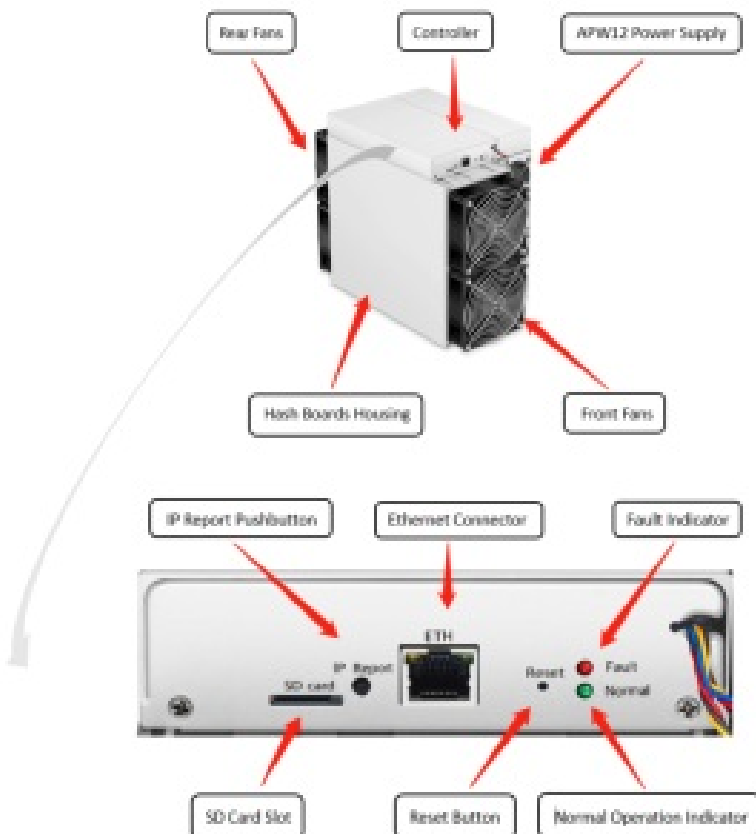 Rear Fans
Controller
APW12 Power Supply
Hash Boards Housing
Front Fans
IP Report Pushbutton
Ethernet Connector
Fault Indicator
ETH
IP Report
SD card
Reset
Fault
Normal
SD Card Slot
Reset Button
Normal Operation Indicator